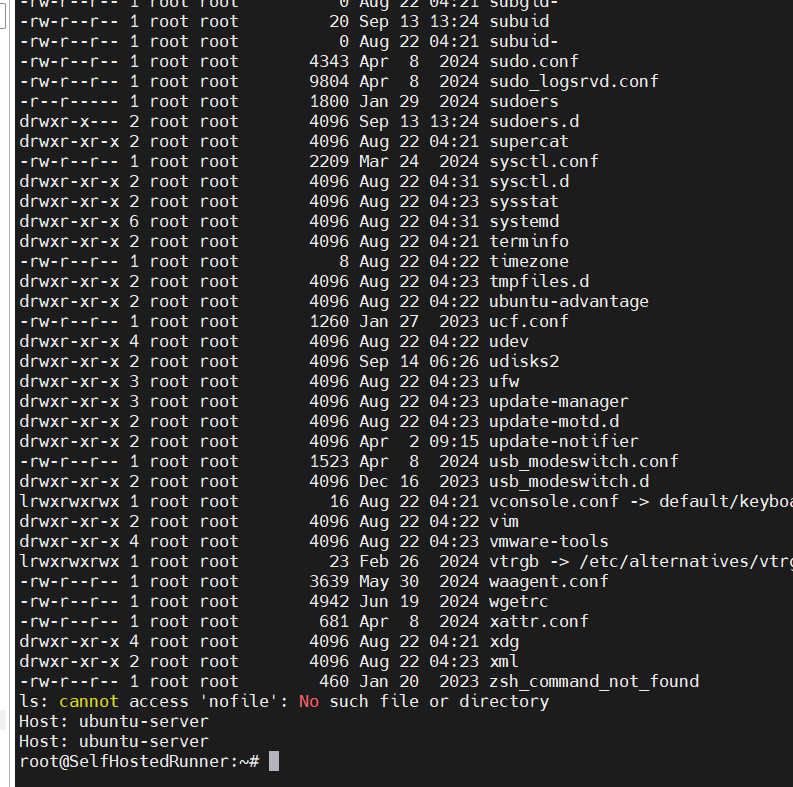 -rw-r--r-- 1 root root          0 Aug 22 04:21 subgid-
-rw-r--r-- 1 root root         20 Sep 13 13:24 subuid
-rw-r--r-- 1 root root          0 Aug 22 04:21 subuid-
-rw-r--r-- 1 root root       4343 Apr  8  2024 sudo.conf
-rw-r--r-- 1 root root       9804 Apr  8  2024 sudo_logsrvd.conf
-r--r----- 1 root root       1800 Jan 29  2024 sudoers
drwxr-x--- 2 root root       4096 Sep 13 13:24 sudoers.d
drwxr-xr-x 2 root root       4096 Aug 22 04:21 supercat
-rw-r--r-- 1 root root       2209 Mar 24  2024 sysctl.conf
drwxr-xr-x 2 root root       4096 Aug 22 04:31 sysctl.d
drwxr-xr-x 2 root root       4096 Aug 22 04:23 sysstat
drwxr-xr-x 6 root root       4096 Aug 22 04:31 systemd
drwxr-xr-x 2 root root       4096 Aug 22 04:21 terminfo
-rw-r--r-- 1 root root          8 Aug 22 04:22 timezone
drwxr-xr-x 2 root root       4096 Aug 22 04:23 tmpfiles.d
drwxr-xr-x 2 root root       4096 Aug 22 04:22 ubuntu-advantage
-rw-r--r-- 1 root root       1260 Jan 27  2023 ucf.conf
drwxr-xr-x 4 root root       4096 Aug 22 04:22 udev
drwxr-xr-x 2 root root       4096 Sep 14 06:26 udisks2
drwxr-xr-x 3 root root       4096 Aug 22 04:23 ufw
drwxr-xr-x 3 root root       4096 Aug 22 04:23 update-manager
drwxr-xr-x 2 root root       4096 Aug 22 04:23 update-motd.d
drwxr-xr-x 2 root root       4096 Apr  2 09:15 update-notifier
-rw-r--r-- 1 root root       1523 Apr  8  2024 usb_modeswitch.conf
drwxr-xr-x 2 root root       4096 Dec 16  2023 usb_modeswitch.d
lrwxrwxrwx 1 root root         16 Aug 22 04:21 vconsole.conf -> default/keyboa
drwxr-xr-x 2 root root       4096 Aug 22 04:22 vim
drwxr-xr-x 4 root root       4096 Aug 22 04:23 vmware-tools
lrwxrwxrwx 1 root root         23 Feb 26  2024 vtrgb -> /etc/alternatives/vtrg
-rw-r--r-- 1 root root       3639 May 30  2024 waagent.conf
-rw-r--r-- 1 root root       4942 Jun 19  2024 wgetrc
-rw-r--r-- 1 root root        681 Apr  8  2024 xattr.conf
drwxr-xr-x 4 root root       4096 Aug 22 04:21 xdg
drwxr-xr-x 2 root root       4096 Aug 22 04:23 xml
-rw-r--r-- 1 root root        460 Jan 20  2023 zsh_command_not_found
ls: cannot access 'nofile': No such file or directory
Host: ubuntu-server
Host: ubuntu-server
root@SelfHostedRunner:~#